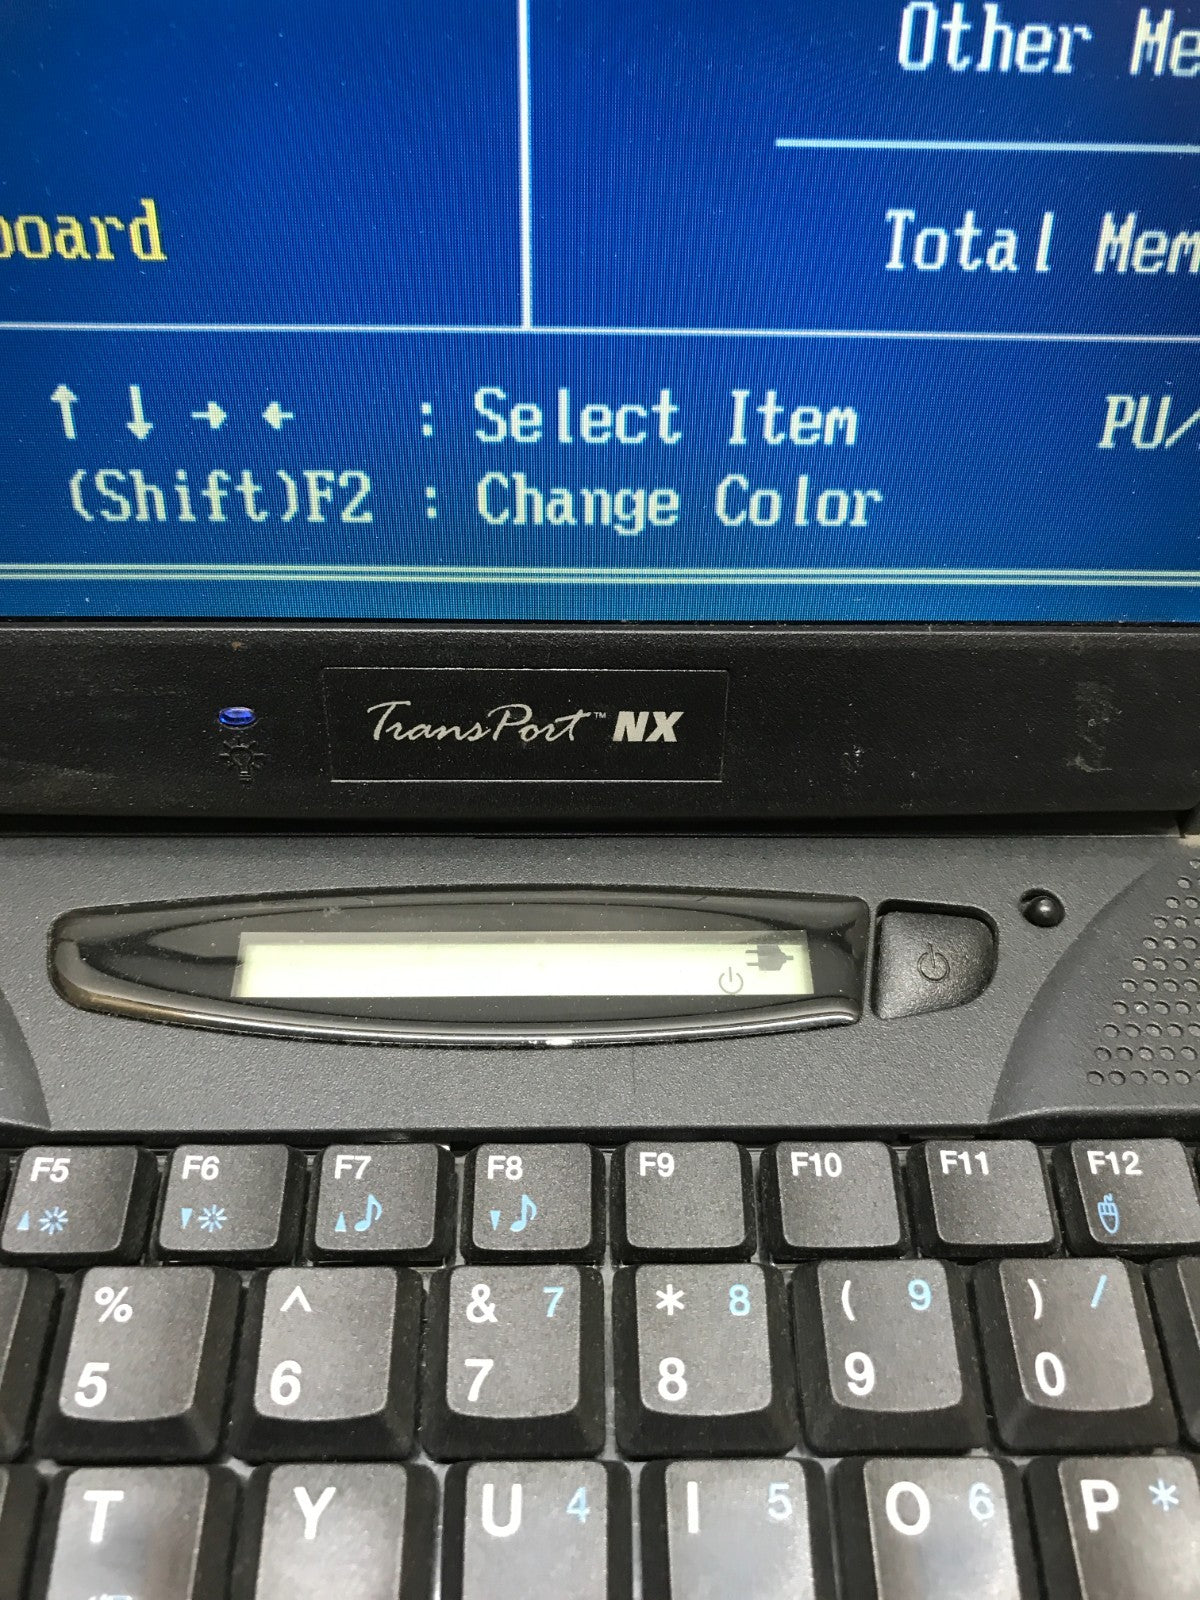 Other Me
board
Total Mem
↑ ↓ → ← : Select Item PU/
(Shift)F2 : Change Color
TransPort™ NX
F5 F6 F7 F8 F9 F10 F11 F12
% ^ & 7 * 8 ( 9 ) /
5 6 7 8 9 0
T Y U 4 I 5 O 6 P *